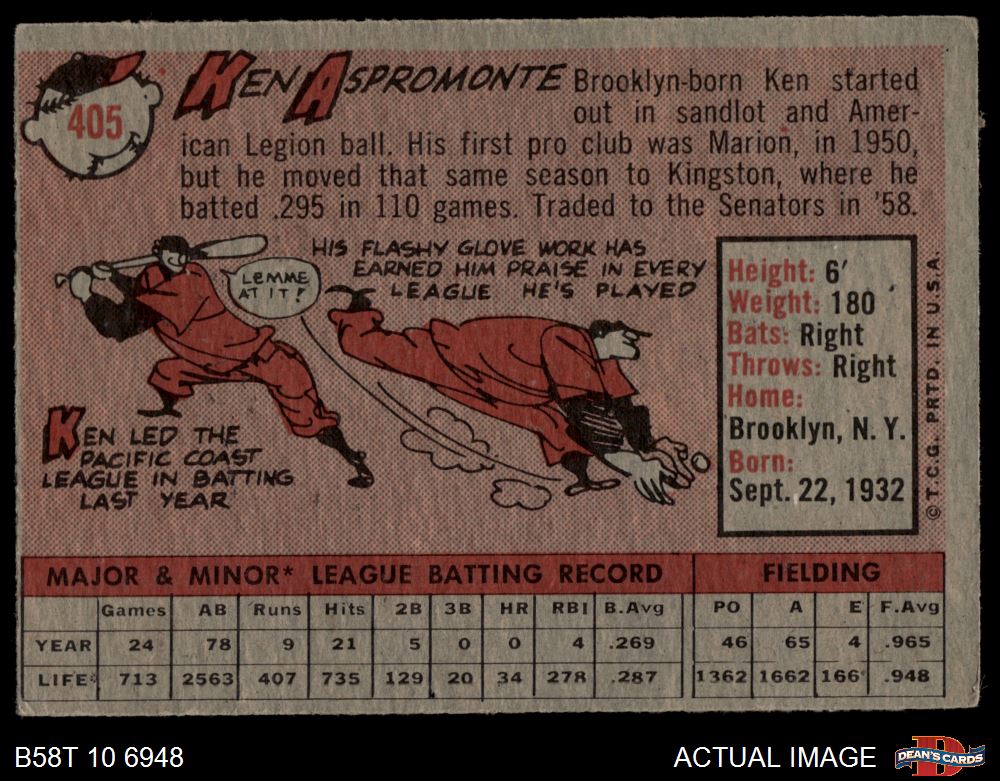 405
KEN ASPROMONTE Brooklyn-born Ken started
out in sandlot and Amer-
ican Legion ball. His first pro club was Marion, in 1950,
but he moved that same season to Kingston, where he
batted .295 in 110 games. Traded to the Senators in '58.
HIS FLASHY GLOVE WORK HAS
EARNED HIM PRAISE IN EVERY
LEAGUE HE'S PLAYED
LEMME
AT IT!
KEN LED THE
PACIFIC COAST
LEAGUE IN BATTING
LAST YEAR
Height: 6'
Weight: 180
Bats: Right
Throws: Right
Home:
Brooklyn, N. Y.
Born:
Sept. 22, 1932
©T.C.G. PRTD. IN U.S.A.
MAJOR & MINOR* LEAGUE BATTING RECORD FIELDING
Games AB Runs Hits 2B 3B HR RBI B.Avg PO A E F.Avg
YEAR 24 78 9 21 5 0 0 4 .269 46 65 4 .965
LIFE* 713 2563 407 735 129 20 34 278 .287 1362 1662 166 .948
B58T 10 6948 ACTUAL IMAGE D DEAN'S CARDS